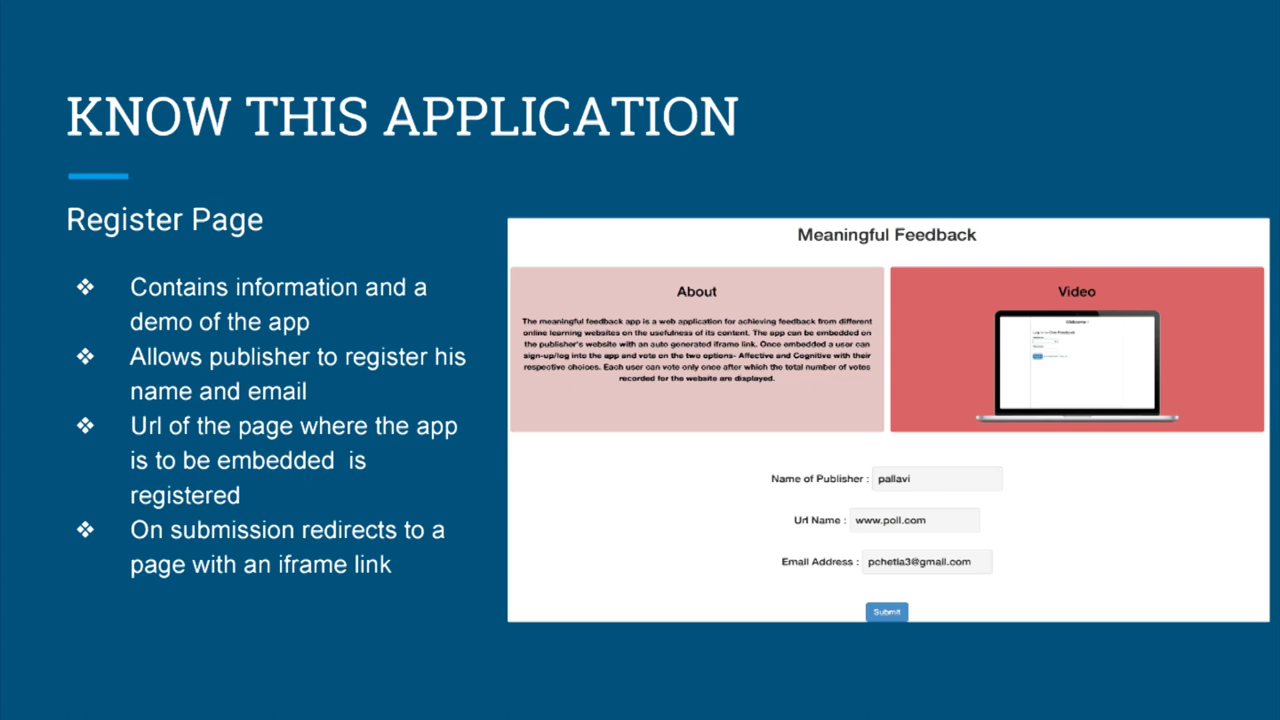 KNOW THIS APPLICATION
Register Page
❖ Contains information and a
demo of the app
❖ Allows publisher to register his
name and email
❖ Url of the page where the app
is to be embedded is
registered
❖ On submission redirects to a
page with an iframe link
Meaningful Feedback
About
The meaningful feedback app is a web application for achieving feedback from different
online learning websites on the usefulness of its content. The app can be embedded on
the publisher's website with an auto generated iframe link. Once embedded a user can
sign-up/log into the app and vote on the two options- Affective and Cognitive with their
respective choices. Each user can vote only once after which the total number of votes
recorded for the website are displayed.
Video
Name of Publisher : pallavi
Url Name : www.poll.com
Email Address : pchetia3@gmail.com
Submit